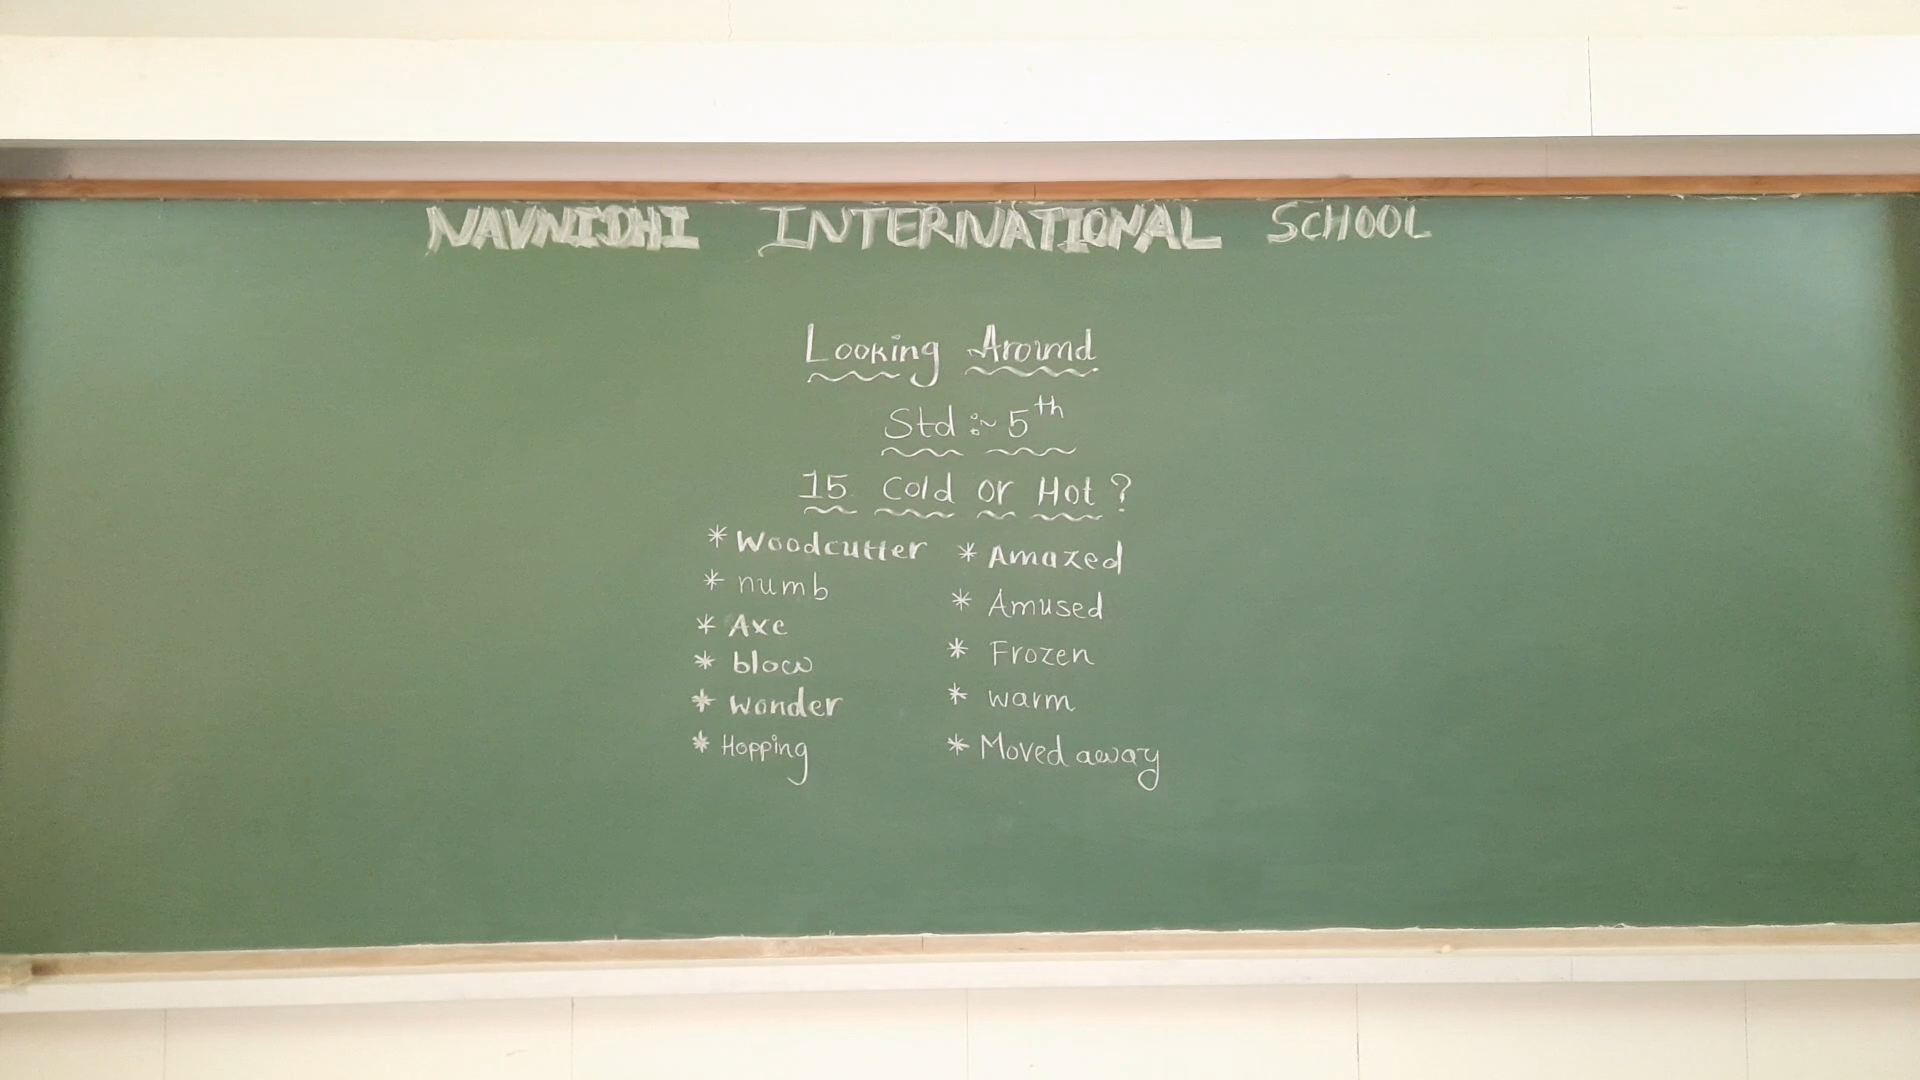 NAVNIDHI INTERNATIONAL SCHOOL
Looking Around
Std :~ 5th
15 Cold or Hot ?
* Woodcutter
* numb
* Axe
* blow
* wonder
* Hopping
* Amazed
* Amused
* Frozen
* warm
* Moved away